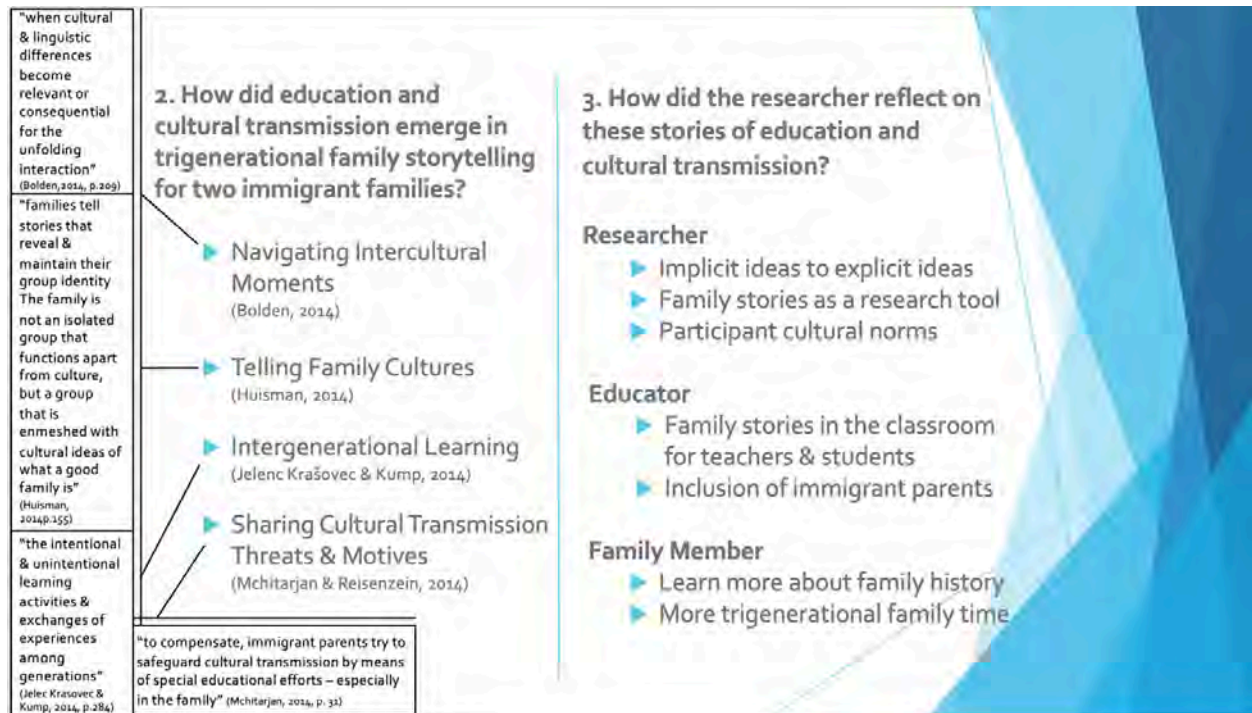 "when cultural
& linguistic
differences
become
relevant or
consequential
for the
unfolding
interaction"
(Bolden,2014, p.209)
"families tell
stories that
reveal &
maintain their
group identity
The family is
not an isolated
group that
functions apart
from culture,
but a group
that is
enmeshed with
cultural ideas of
what a good
family is"
(Huisman,
2014p.155)
"the intentional
& unintentional
learning
activities &
exchanges of
experiences
among
generations"
(Jelec Krasovec &
Kump, 2014, p.284)
2. How did education and
cultural transmission emerge in
trigenerational family storytelling
for two immigrant families?
Navigating Intercultural
Moments
(Bolden, 2014)
Telling Family Cultures
(Huisman, 2014)
Intergenerational Learning
(Jelenc Krašovec & Kump, 2014)
Sharing Cultural Transmission
Threats & Motives
(Mchitarjan & Reisenzein, 2014)
"to compensate, immigrant parents try to
safeguard cultural transmission by means
of special educational efforts – especially
in the family" (Mchitarjan, 2014, p. 31)
3. How did the researcher reflect on
these stories of education and
cultural transmission?
Researcher
Implicit ideas to explicit ideas
Family stories as a research tool
Participant cultural norms
Educator
Family stories in the classroom
for teachers & students
Inclusion of immigrant parents
Family Member
Learn more about family history
More trigenerational family time